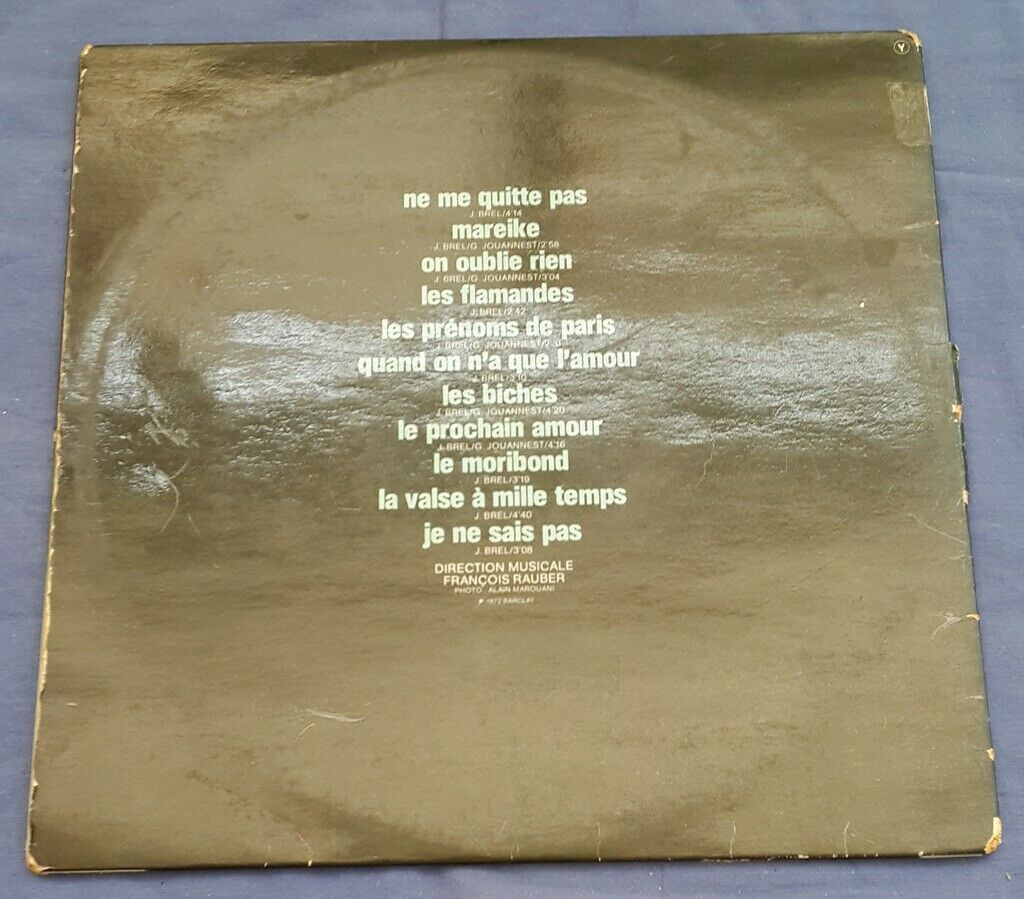 Y
ne me quitte pas
J. BREL/4'14
mareike
J. BREL/G. JOUANNEST/2'58
on oublie rien
J. BREL/G. JOUANNEST/3'04
les flamandes
J. BREL/2'42
les prénoms de paris
J. BREL/G. JOUANNEST/
quand on n'a que l'amour
J. BREL/
les biches
J. BREL/G. JOUANNEST/4'20
le prochain amour
J. BREL/G. JOUANNEST/4'36
le moribond
J. BREL/3'19
la valse à mille temps
J. BREL/4'40
je ne sais pas
J. BREL/3'08
DIRECTION MUSICALE
FRANÇOIS RAUBER
PHOTO: ALAIN MAROUANI
℗ 1972 BARCLAY